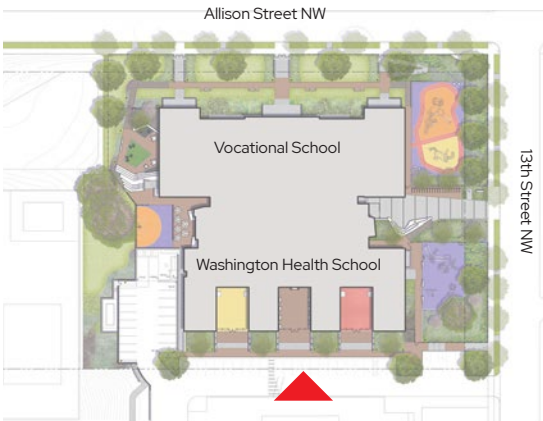 Allison Street NW
Vocational School
13th Street NW
Washington Health School